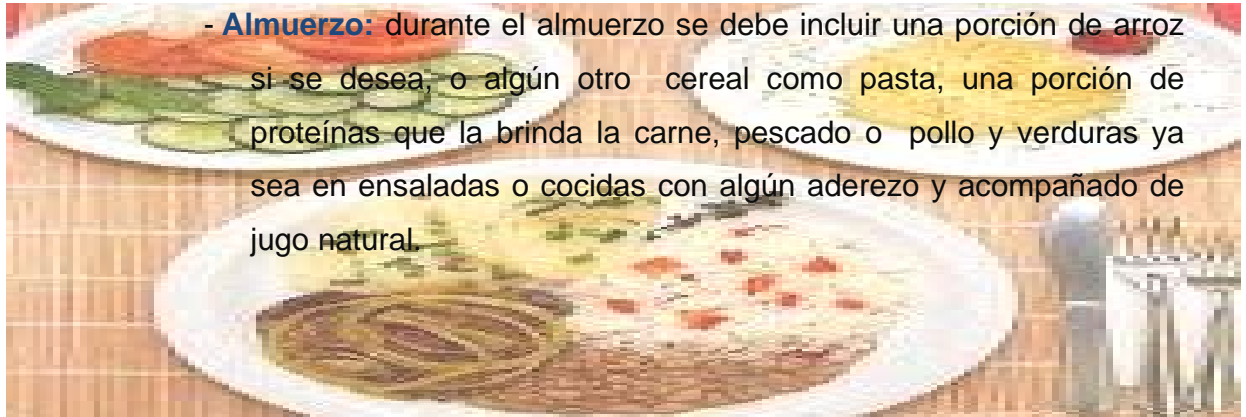 - Almuerzo: durante el almuerzo se debe incluir una porción de arroz
si se desea, o algún otro cereal como pasta, una porción de
proteínas que la brinda la carne, pescado o pollo y verduras ya
sea en ensaladas o cocidas con algún aderezo y acompañado de
jugo natural.